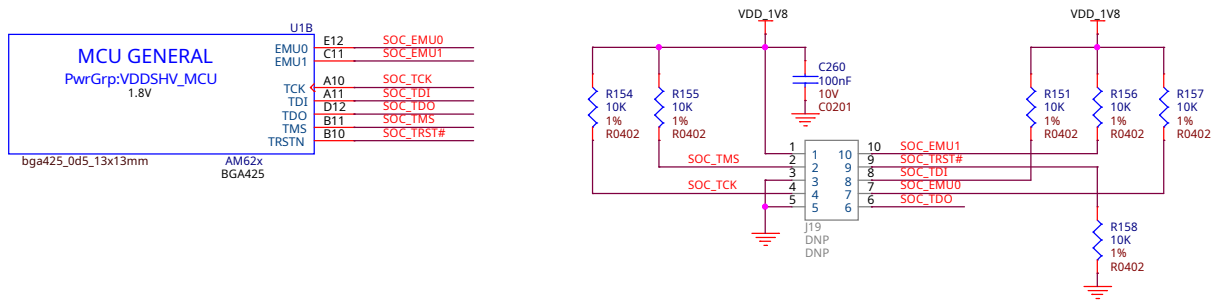 U1B
MCU GENERAL
PwrGrp:VDDSHV_MCU
1.8V
EMU0 E12 SOC_EMU0
EMU1 C11 SOC_EMU1
TCK A10 SOC_TCK
TDI A11 SOC_TDI
TDO D12 SOC_TDO
TMS B11 SOC_TMS
TRSTN B10 SOC_TRST#
bga425_0d5_13x13mm
AM62x
BGA425
VDD_1V8
VDD_1V8
C260
100nF
10V
C0201
R154
10K
1%
R0402
R155
10K
1%
R0402
R151
10K
1%
R0402
R156
10K
1%
R0402
R157
10K
1%
R0402
1 1 10 10 SOC_EMU1
SOC_TMS 2 2 9 9 SOC_TRST#
3 3 8 8 SOC_TDI
SOC_TCK 4 4 7 7 SOC_EMU0
5 5 6 6 SOC_TDO
J19
DNP
DNP
R158
10K
1%
R0402